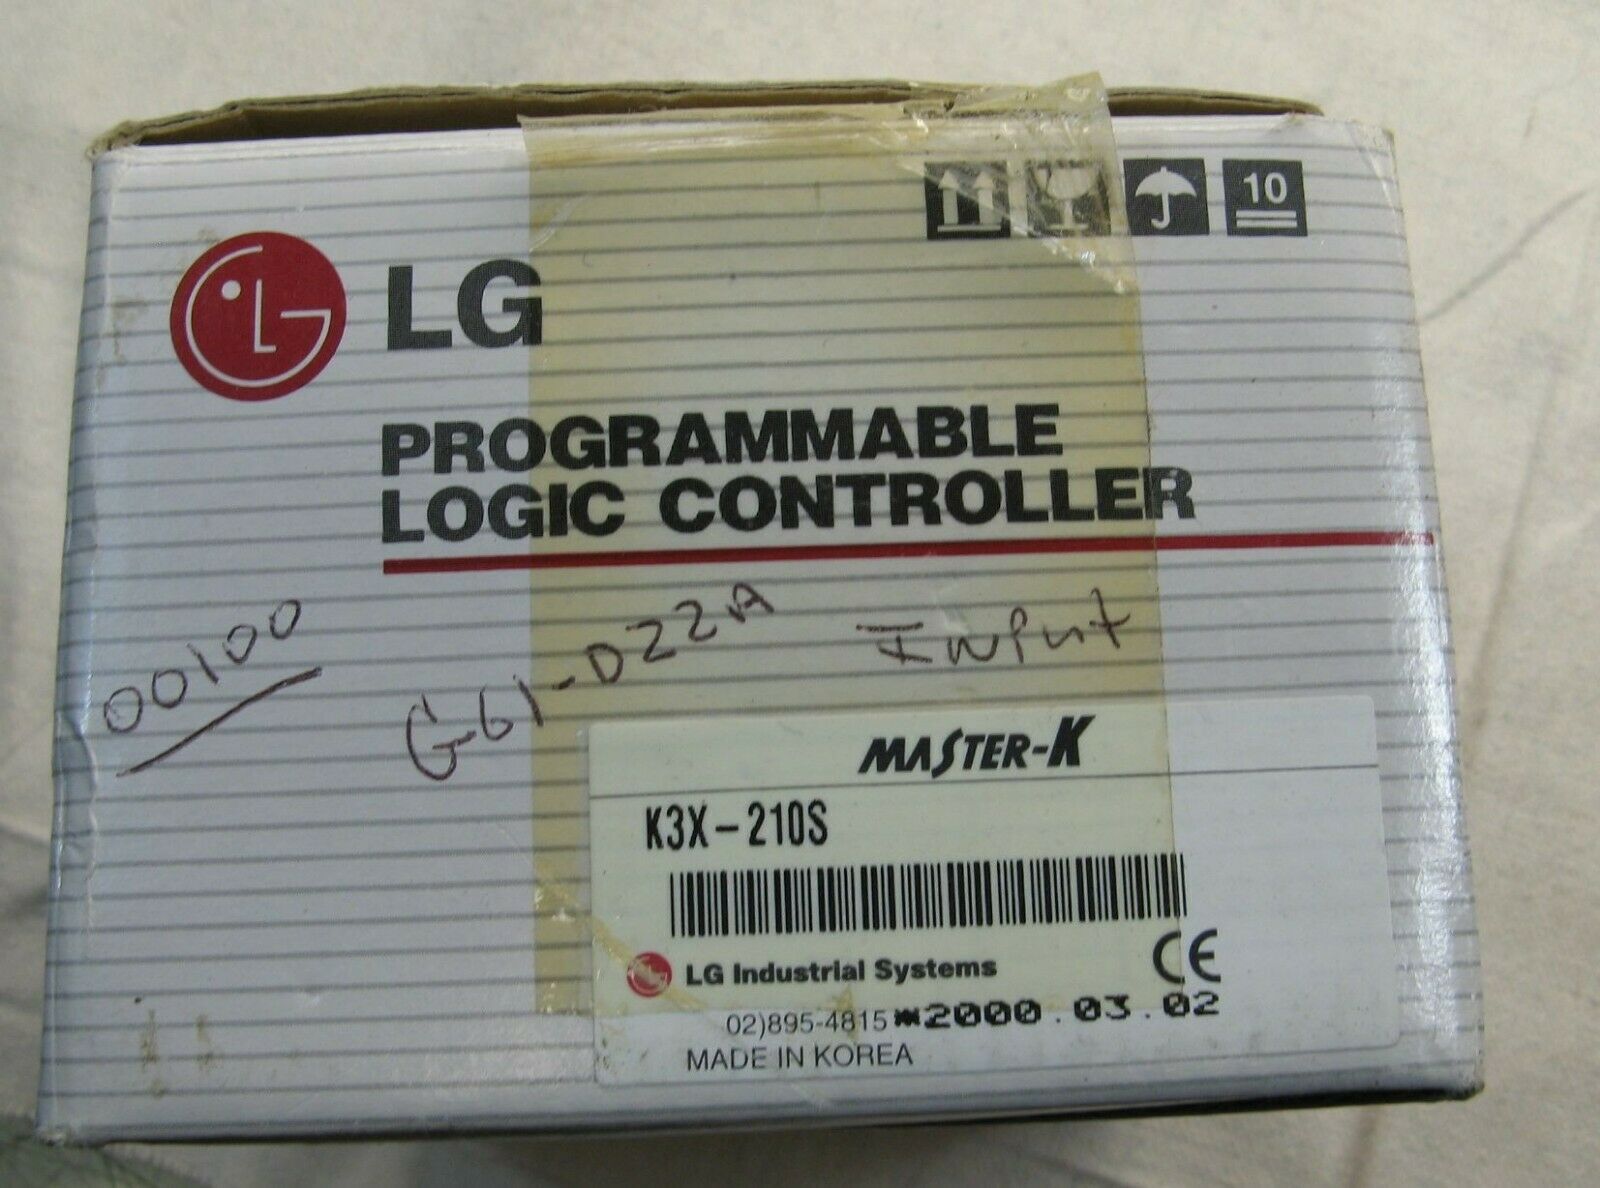 10
LG
PROGRAMMABLE
LOGIC CONTROLLER
00100
G61-D22A
Input
MASTER-K
K3X-210S
LG Industrial Systems
CE
02)895-4815 2000.03.02
MADE IN KOREA